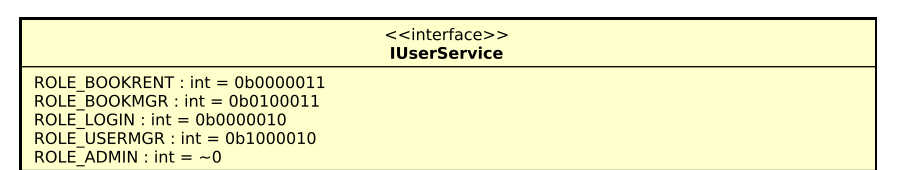 <<interface>>
IUserService
ROLE_BOOKRENT : int = 0b0000011
ROLE_BOOKMGR : int = 0b0100011
ROLE_LOGIN : int = 0b0000010
ROLE_USERMGR : int = 0b1000010
ROLE_ADMIN : int = ~0